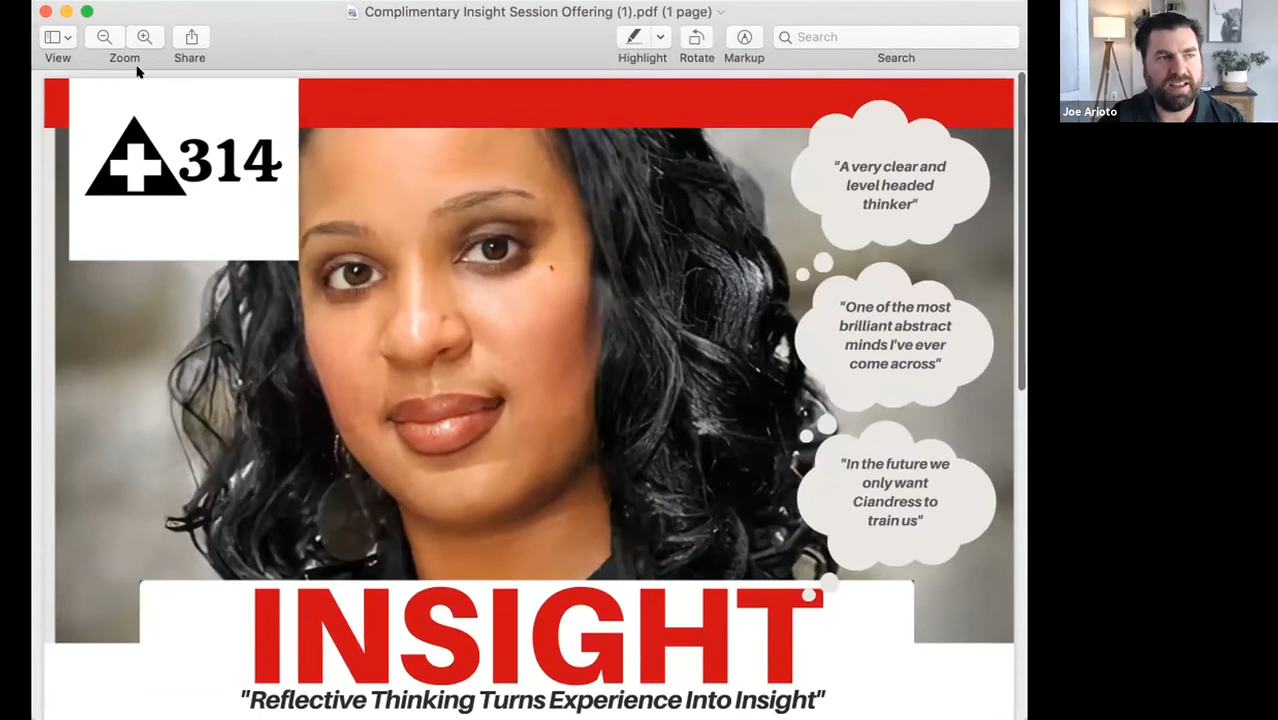 Complimentary Insight Session Offering (1).pdf (1 page)
View
Zoom
Share
Highlight
Rotate
Markup
Search
Search
Joe Arioto
314
"A very clear and
level headed
thinker"
"One of the most
brilliant abstract
minds I've ever
come across"
"In the future we
only want
Ciandress to
train us"
INSIGHT
"Reflective Thinking Turns Experience Into Insight"